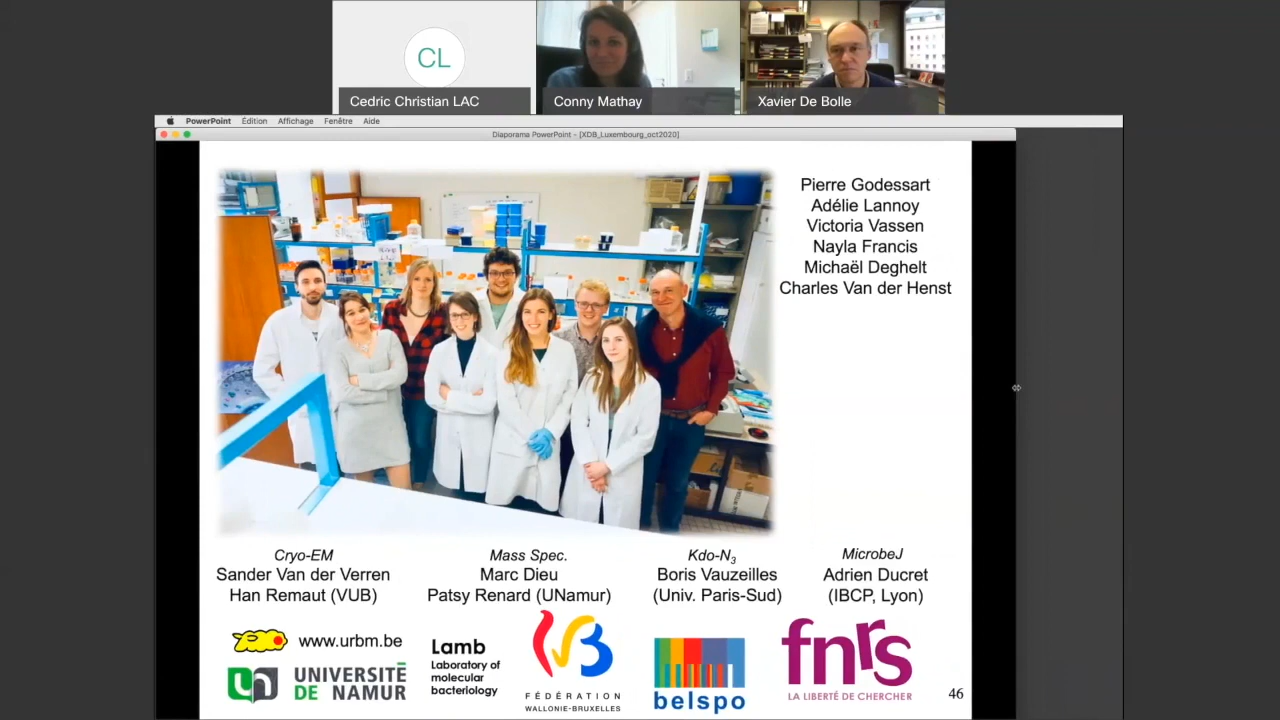 CL
Cedric Christian LAC
Conny Mathay
Xavier De Bolle
PowerPoint Édition Affichage Fenêtre Aide
Diaporama PowerPoint - [XDB_Luxembourg_oct2020]
Pierre Godessart
Adélie Lannoy
Victoria Vassen
Nayla Francis
Michaël Deghelt
Charles Van der Henst
Cryo-EM
Sander Van der Verren
Han Remaut (VUB)
Mass Spec.
Marc Dieu
Patsy Renard (UNamur)
Kdo-N3
Boris Vauzeilles
(Univ. Paris-Sud)
MicrobeJ
Adrien Ducret
(IBCP, Lyon)
www.urbm.be
UNIVERSITÉ
DE NAMUR
Lamb
Laboratory of
molecular
bacteriology
FÉDÉRATION
WALLONIE-BRUXELLES
belspo
fnrs
LA LIBERTÉ DE CHERCHER
46